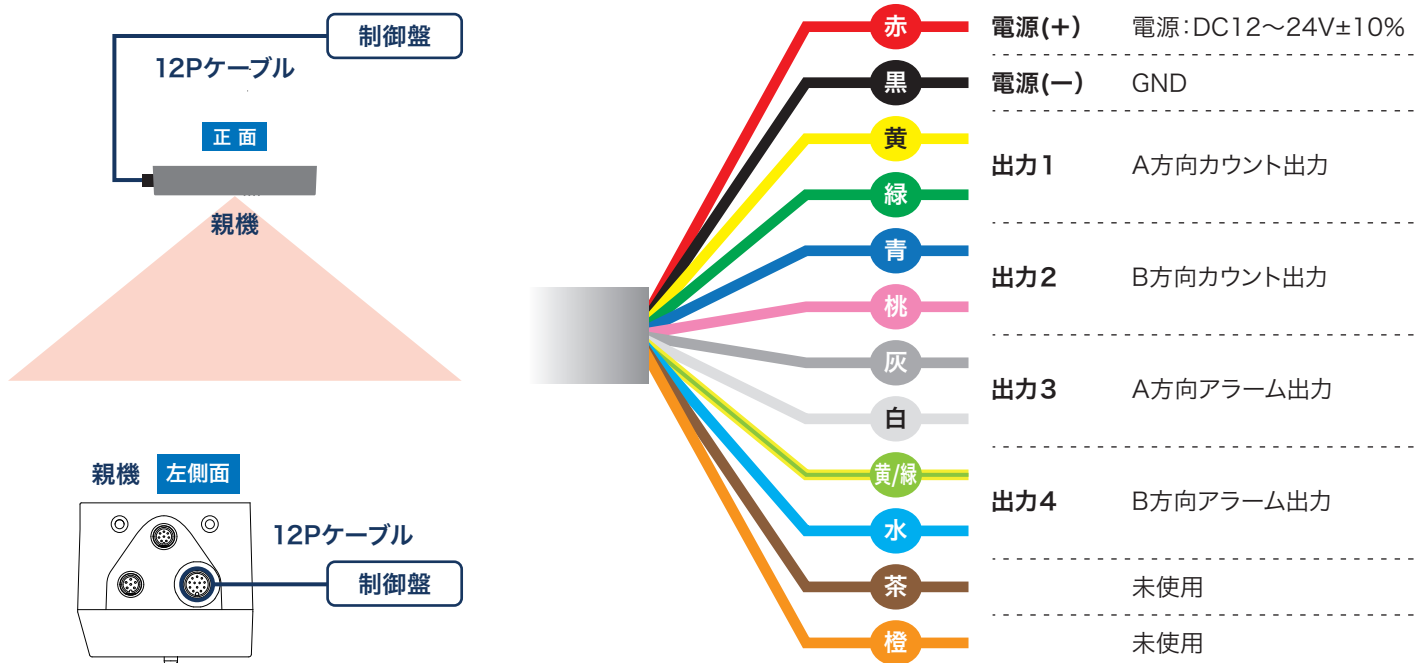 制御盤
12Pケーブル
正面
親機
親機 左側面
12Pケーブル
制御盤
赤 電源(+) 電源:DC12～24V±10%
黒 電源(ー) GND
黄
出力1 A方向カウント出力
緑
青
出力2 B方向カウント出力
桃
灰
出力3 A方向アラーム出力
白
黄/緑
出力4 B方向アラーム出力
水
茶 未使用
橙 未使用